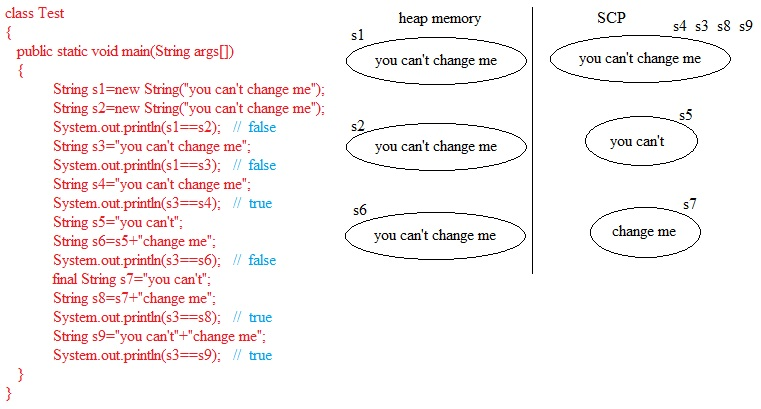 class Test
{
public static void main(String args[])
{
String s1=new String("you can't change me");
String s2=new String("you can't change me");
System.out.println(s1==s2); // false
String s3="you can't change me";
System.out.println(s1==s3); // false
String s4="you can't change me";
System.out.println(s3==s4); // true
String s5="you can't";
String s6=s5+"change me";
System.out.println(s3==s6); // false
final String s7="you can't";
String s8=s7+"change me";
System.out.println(s3==s8); // true
String s9="you can't"+"change me";
System.out.println(s3==s9); // true
}
}
heap memory
s1
you can't change me
s2
you can't change me
s6
you can't change me
SCP
s4 s3 s8 s9
you can't change me
s5
you can't
s7
change me